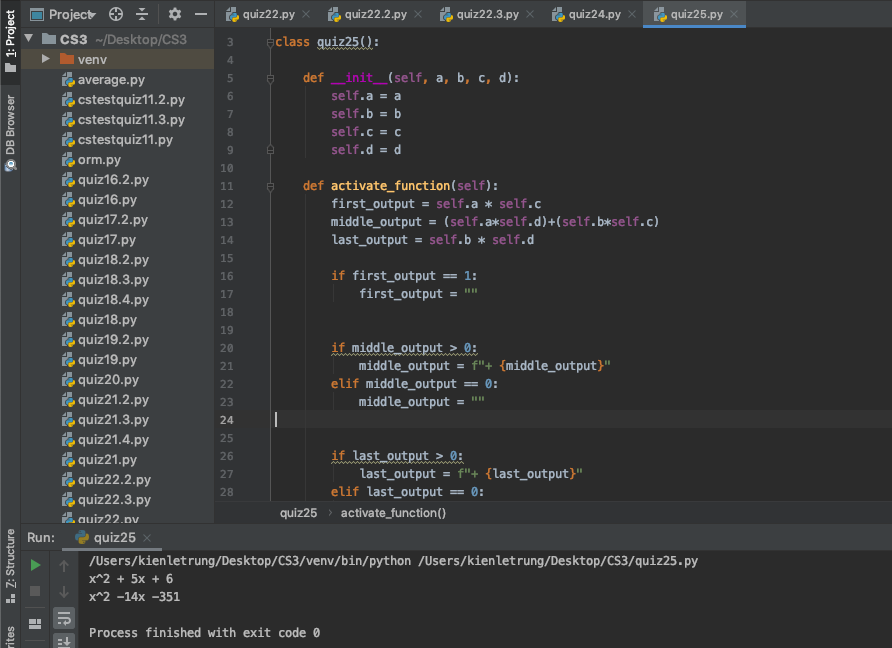 1: Project
DB Browser
Z: Structure
rites
Project
quiz22.py
quiz22.2.py
quiz22.3.py
quiz24.py
quiz25.py
CS3 ~/Desktop/CS3
venv
average.py
cstestquiz11.2.py
cstestquiz11.3.py
cstestquiz11.py
orm.py
quiz16.2.py
quiz16.py
quiz17.2.py
quiz17.py
quiz18.2.py
quiz18.3.py
quiz18.4.py
quiz18.py
quiz19.2.py
quiz19.py
quiz20.py
quiz21.2.py
quiz21.3.py
quiz21.4.py
quiz21.py
quiz22.2.py
quiz22.3.py
quiz22.py
3 class quiz25():
4
5 def __init__(self, a, b, c, d):
6 self.a = a
7 self.b = b
8 self.c = c
9 self.d = d
10
11 def activate_function(self):
12 first_output = self.a * self.c
13 middle_output = (self.a*self.d)+(self.b*self.c)
14 last_output = self.b * self.d
15
16 if first_output == 1:
17 first_output = ""
18
19
20 if middle_output > 0:
21 middle_output = f"+ {middle_output}"
22 elif middle_output == 0:
23 middle_output = ""
24
25
26 if last_output > 0:
27 last_output = f"+ {last_output}"
28 elif last_output == 0:
quiz25 › activate_function()
Run: quiz25
/Users/kienletrung/Desktop/CS3/venv/bin/python /Users/kienletrung/Desktop/CS3/quiz25.py
x^2 + 5x + 6
x^2 -14x -351
Process finished with exit code 0